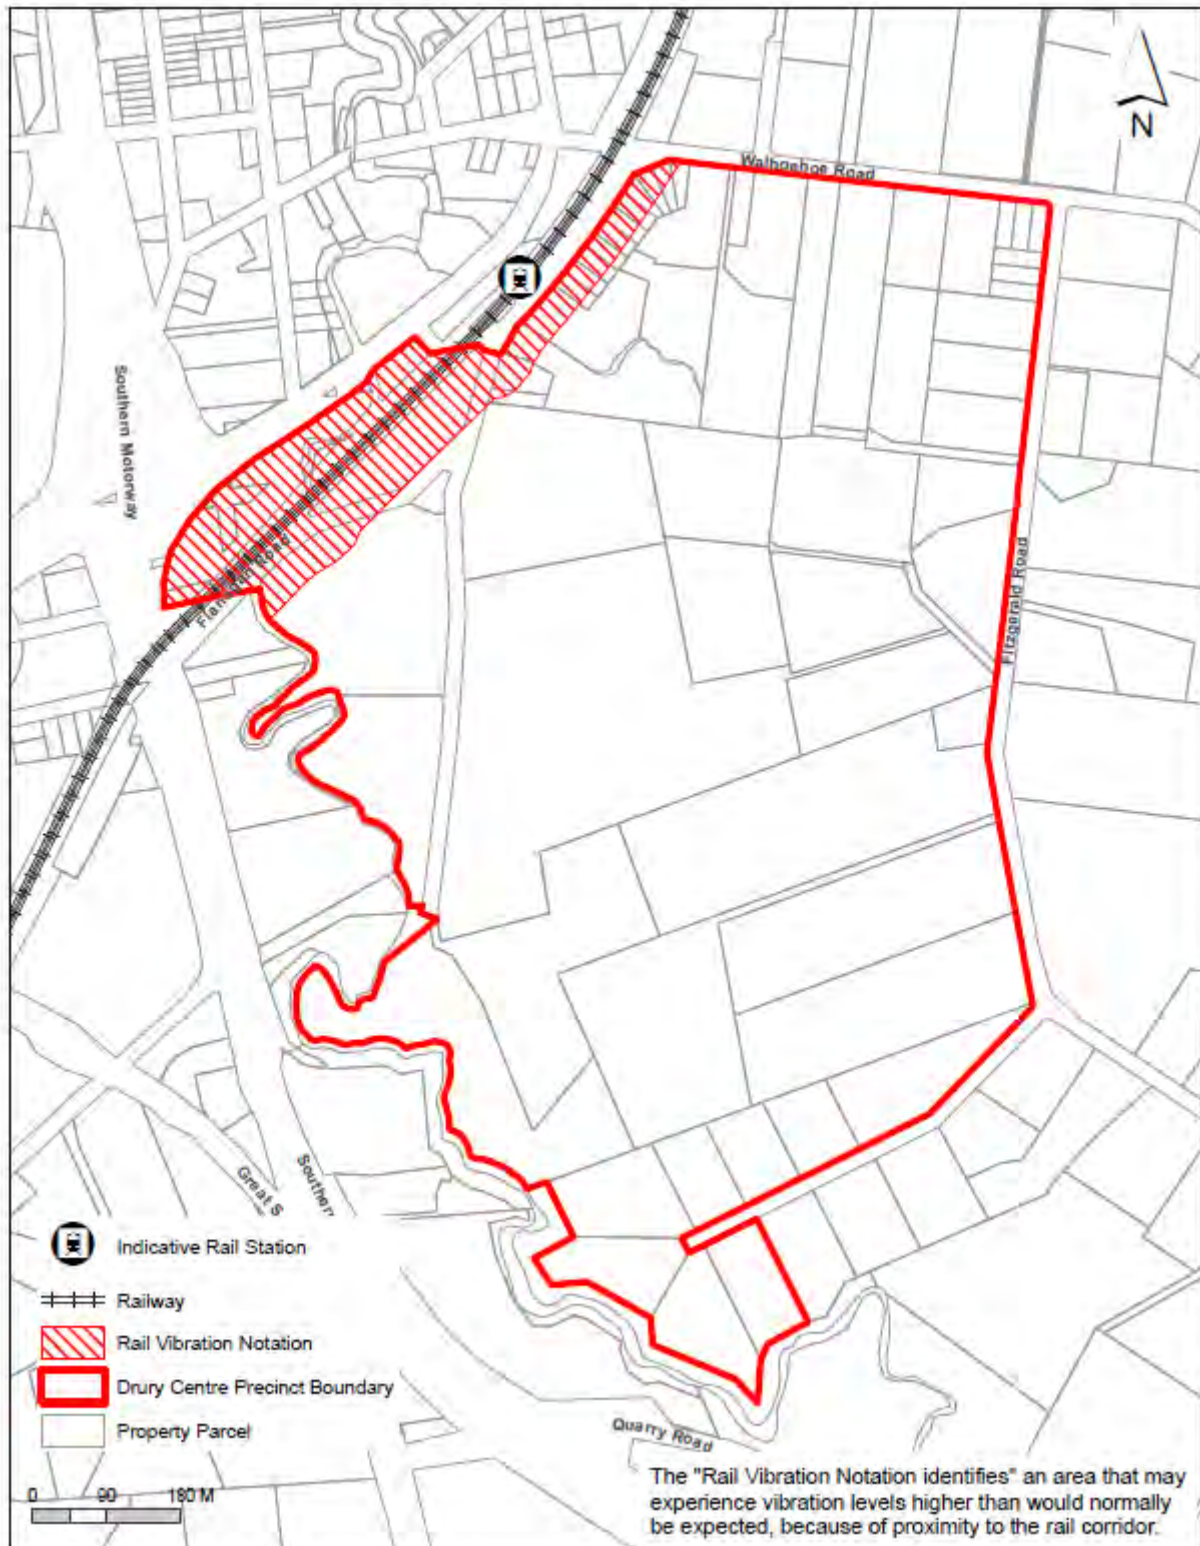 N
Waihoehoe Road
Southern Motorway
Flanagan Road
Fitzgerald Road
Great S
Southern
Indicative Rail Station
Railway
Rail Vibration Notation
Drury Centre Precinct Boundary
Property Parcel
Quarry Road
0 90 180 M
The "Rail Vibration Notation identifies" an area that may
experience vibration levels higher than would normally
be expected, because of proximity to the rail corridor.